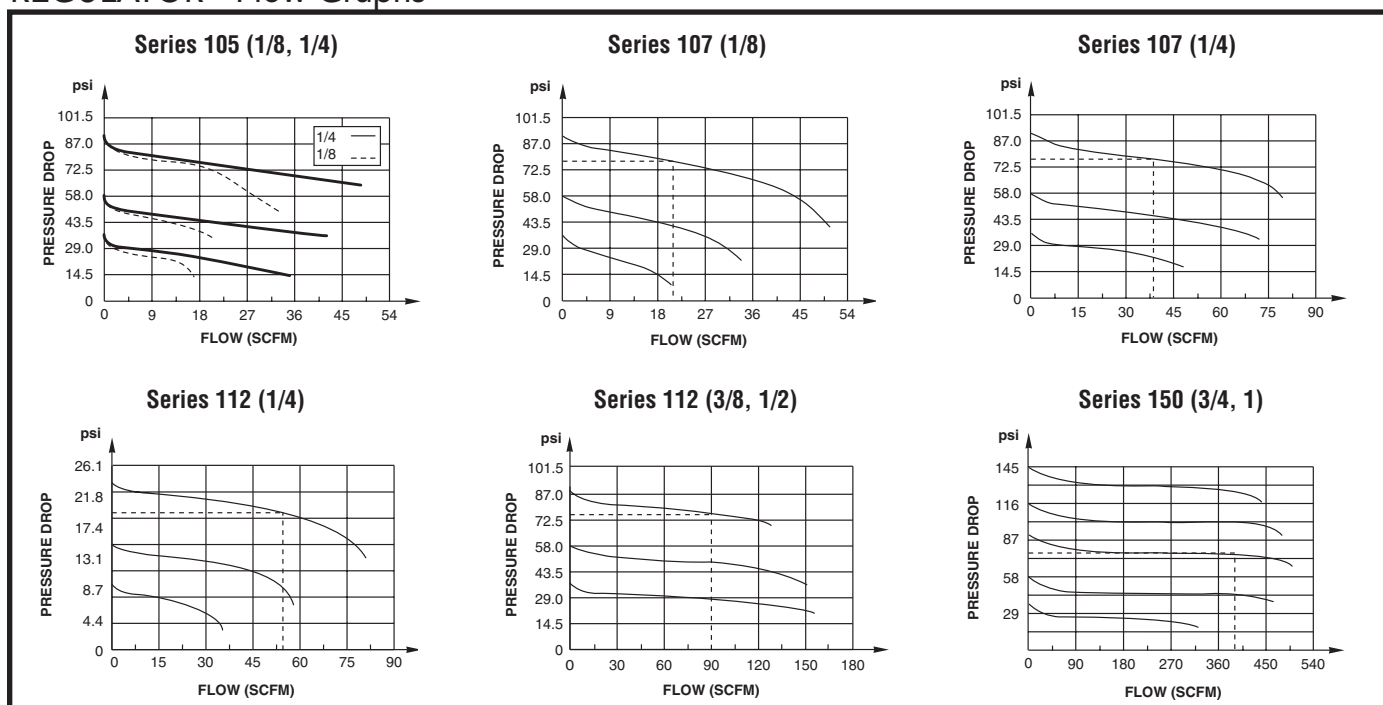 REGULATOR - Flow Graphs
Series 105 (1/8, 1/4)
psi
101.5
87.0
72.5
58.0
43.5
29.0
14.5
0
PRESSURE DROP
1/4
1/8
0 9 18 27 36 45 54
FLOW (SCFM)
Series 107 (1/8)
psi
101.5
87.0
72.5
58.0
43.5
29.0
14.5
0
PRESSURE DROP
0 9 18 27 36 45 54
FLOW (SCFM)
Series 107 (1/4)
psi
101.5
87.0
72.5
58.0
43.5
29.0
14.5
0
PRESSURE DROP
0 15 30 45 60 75 90
FLOW (SCFM)
Series 112 (1/4)
psi
26.1
21.8
17.4
13.1
8.7
4.4
0
PRESSURE DROP
0 15 30 45 60 75 90
FLOW (SCFM)
Series 112 (3/8, 1/2)
psi
101.5
87.0
72.5
58.0
43.5
29.0
14.5
0
PRESSURE DROP
0 30 60 90 120 150 180
FLOW (SCFM)
Series 150 (3/4, 1)
psi
145
116
87
58
29
PRESSURE DROP
0 90 180 270 360 450 540
FLOW (SCFM)